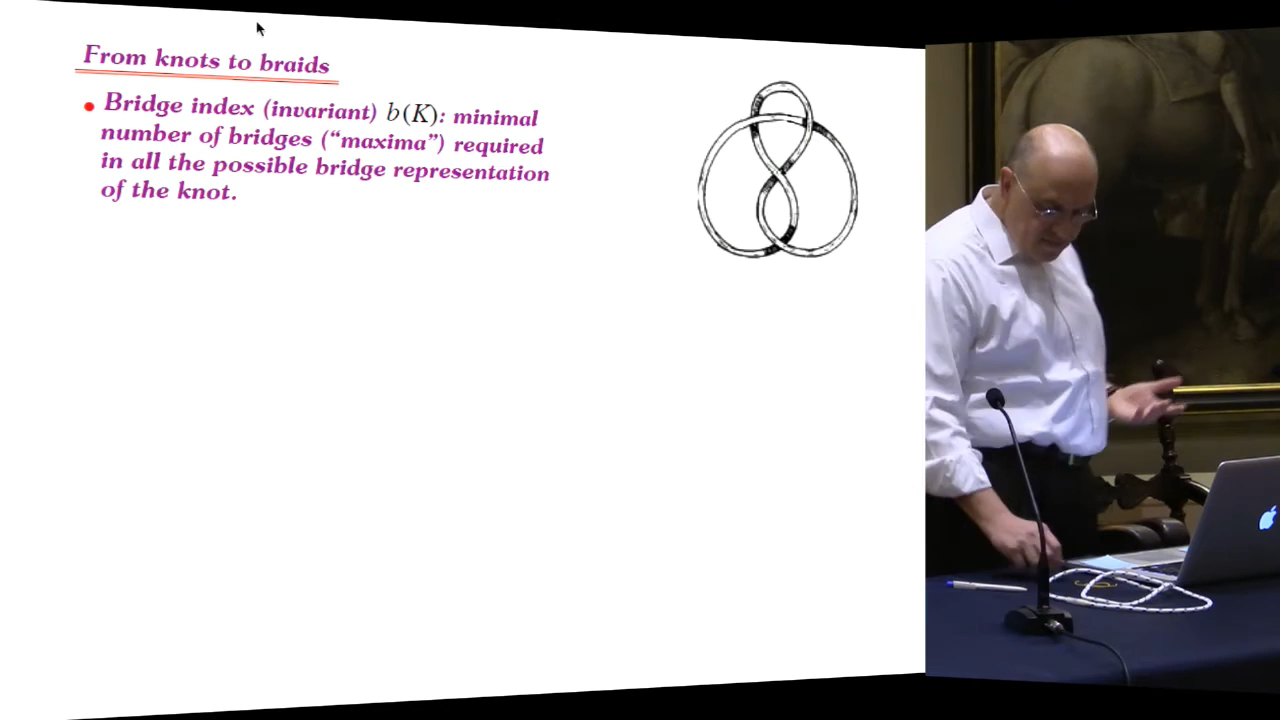 From knots to braids
• Bridge index (invariant) b(K): minimal
number of bridges (“maxima”) required
in all the possible bridge representation
of the knot.